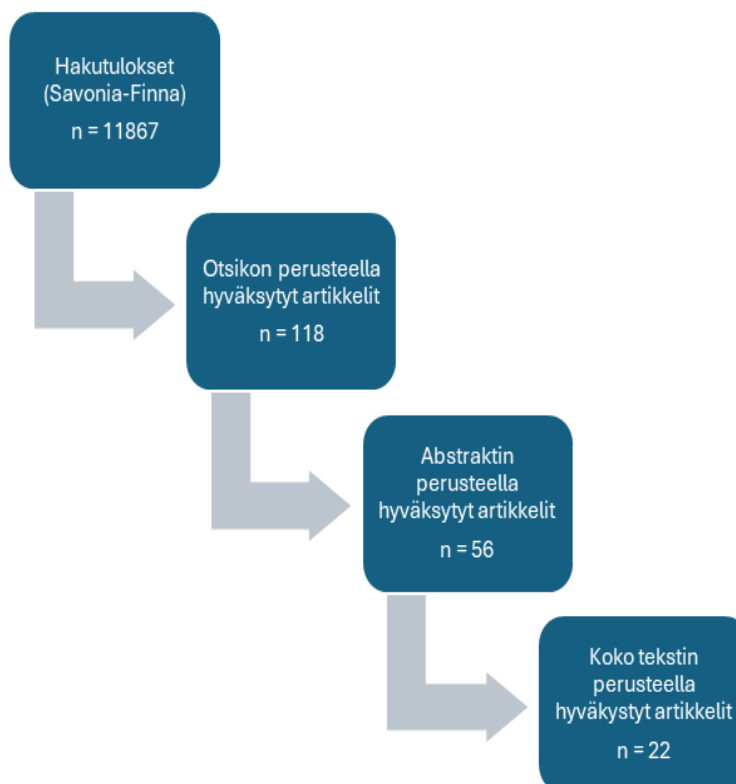 Hakutulokset
(Savonia-Finna)
n = 11867
Otsikon perusteella
hyväksytyt artikkelit
n = 118
Abstraktin
perusteella
hyväksytyt artikkelit
n = 56
Koko tekstin
perusteella
hyväkystyt artikkelit
n = 22